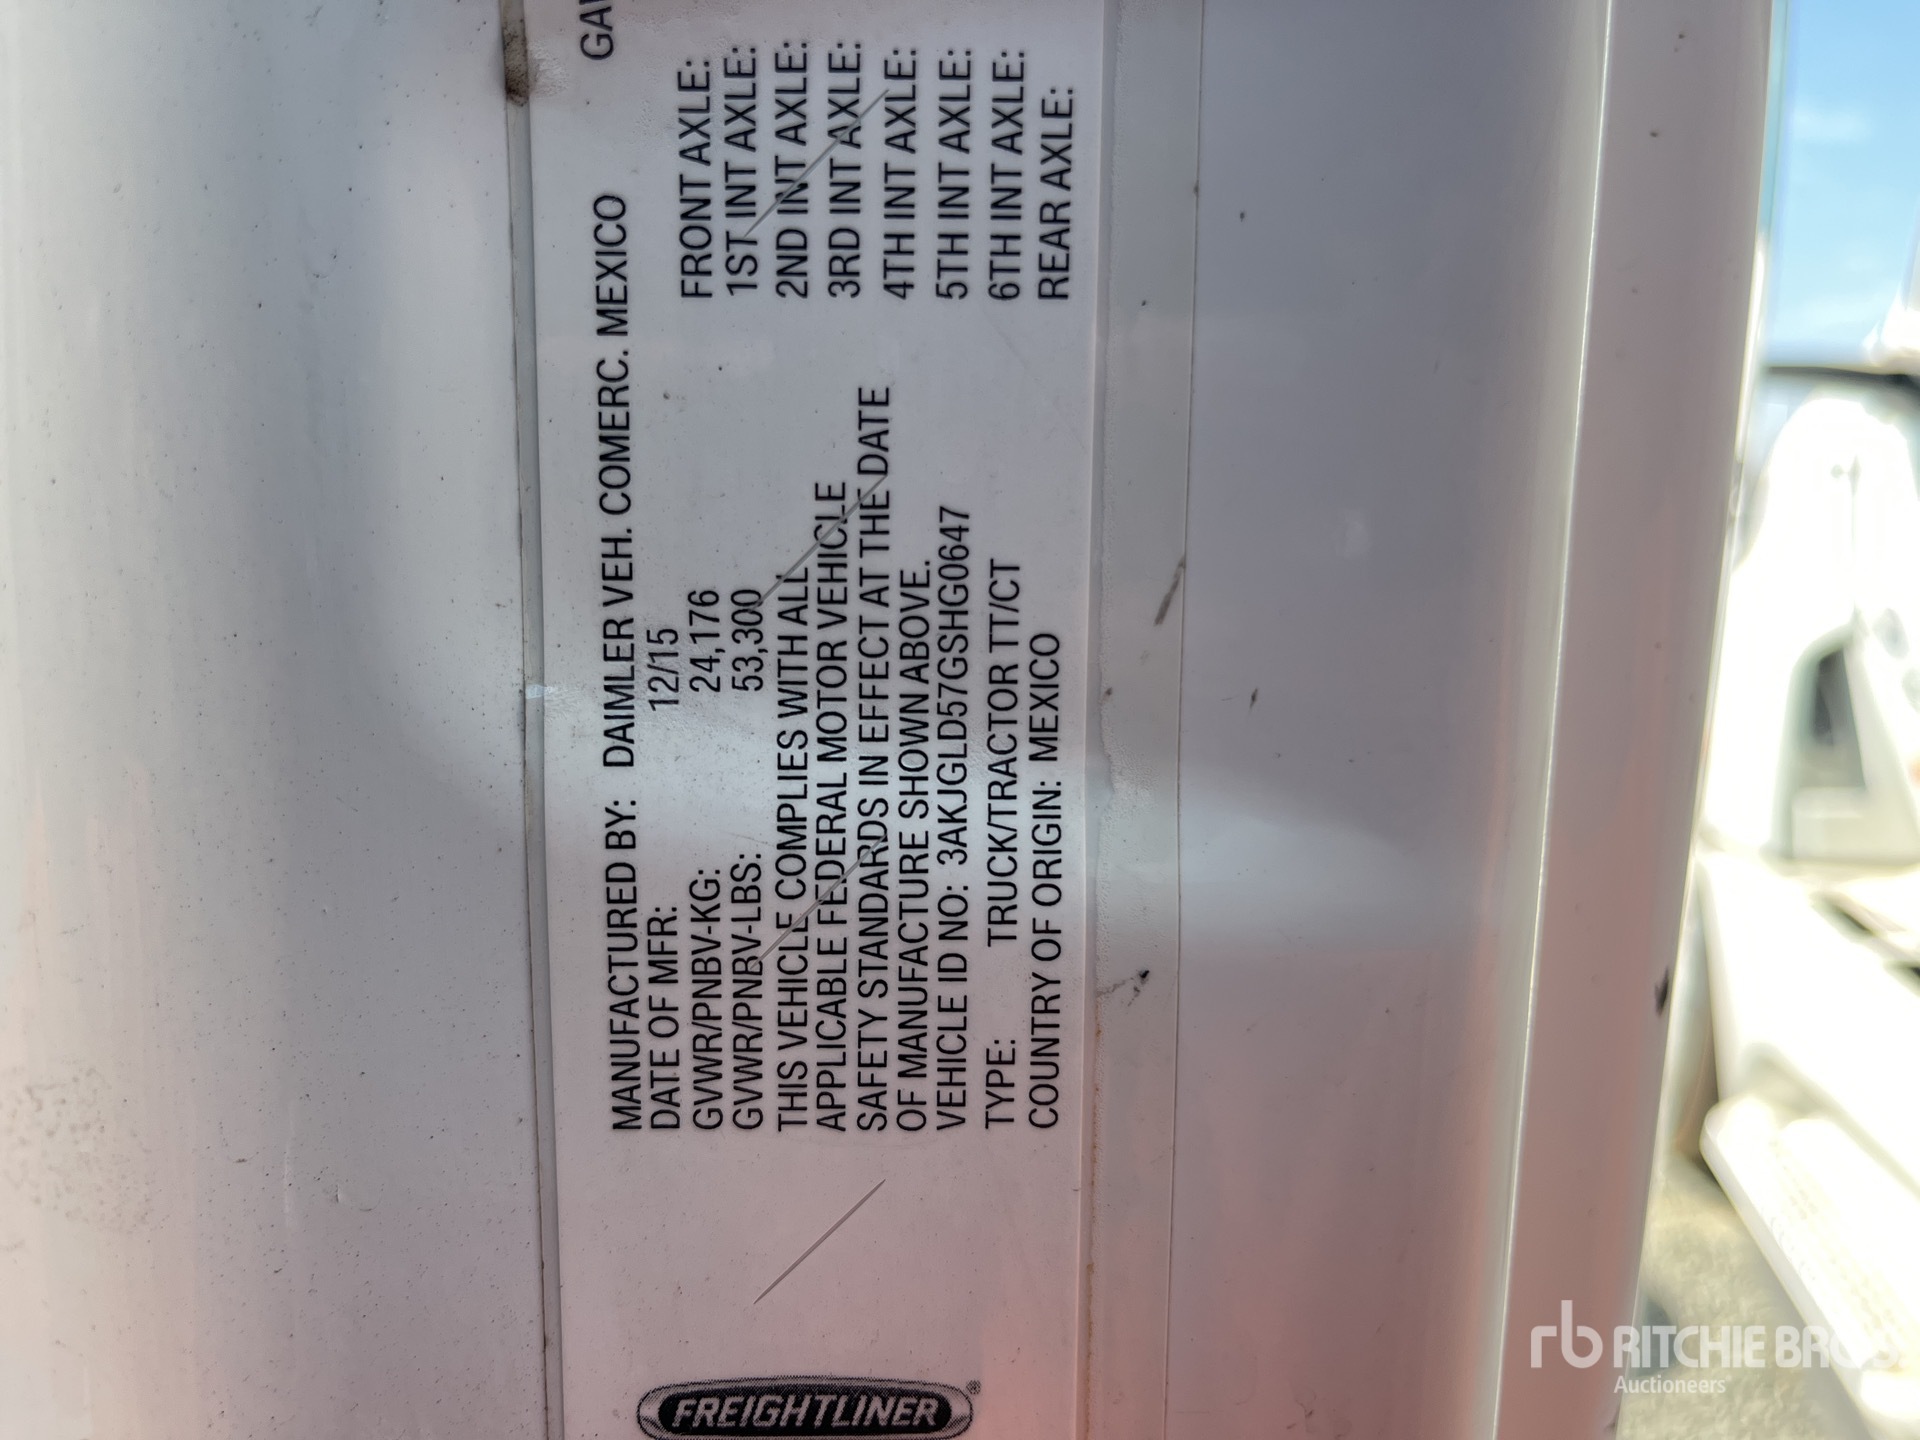 FREIGHTLINER®
MANUFACTURED BY: DAIMLER VEH. COMERC. MEXICO
DATE OF MFR: 12/15
GVWR/PNBV-KG: 24,176
GVWR/PNBV-LBS: 53,300
THIS VEHICLE COMPLIES WITH ALL
APPLICABLE FEDERAL MOTOR VEHICLE
SAFETY STANDARDS IN EFFECT AT THE DATE
OF MANUFACTURE SHOWN ABOVE.
VEHICLE ID NO: 3AKJGLD57GSHG0647
TYPE: TRUCK/TRACTOR TT/CT
COUNTRY OF ORIGIN: MEXICO
FRONT AXLE:
1ST INT AXLE:
2ND INT AXLE:
3RD INT AXLE:
4TH INT AXLE:
5TH INT AXLE:
6TH INT AXLE:
REAR AXLE:
rb RITCHIE BROS
Auctioneers